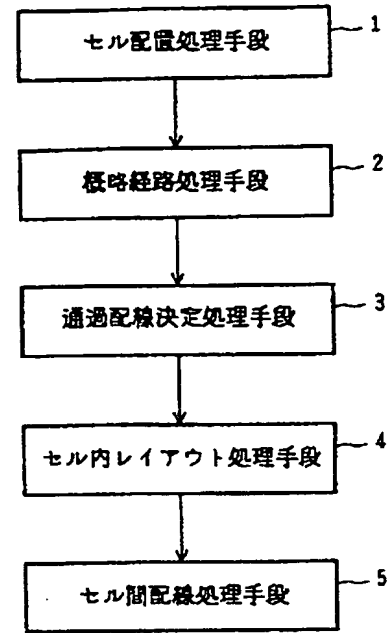 セル配置処理手段
1
概略経路処理手段
2
通過配線決定処理手段
3
セル内レイアウト処理手段
4
セル間配線処理手段
5